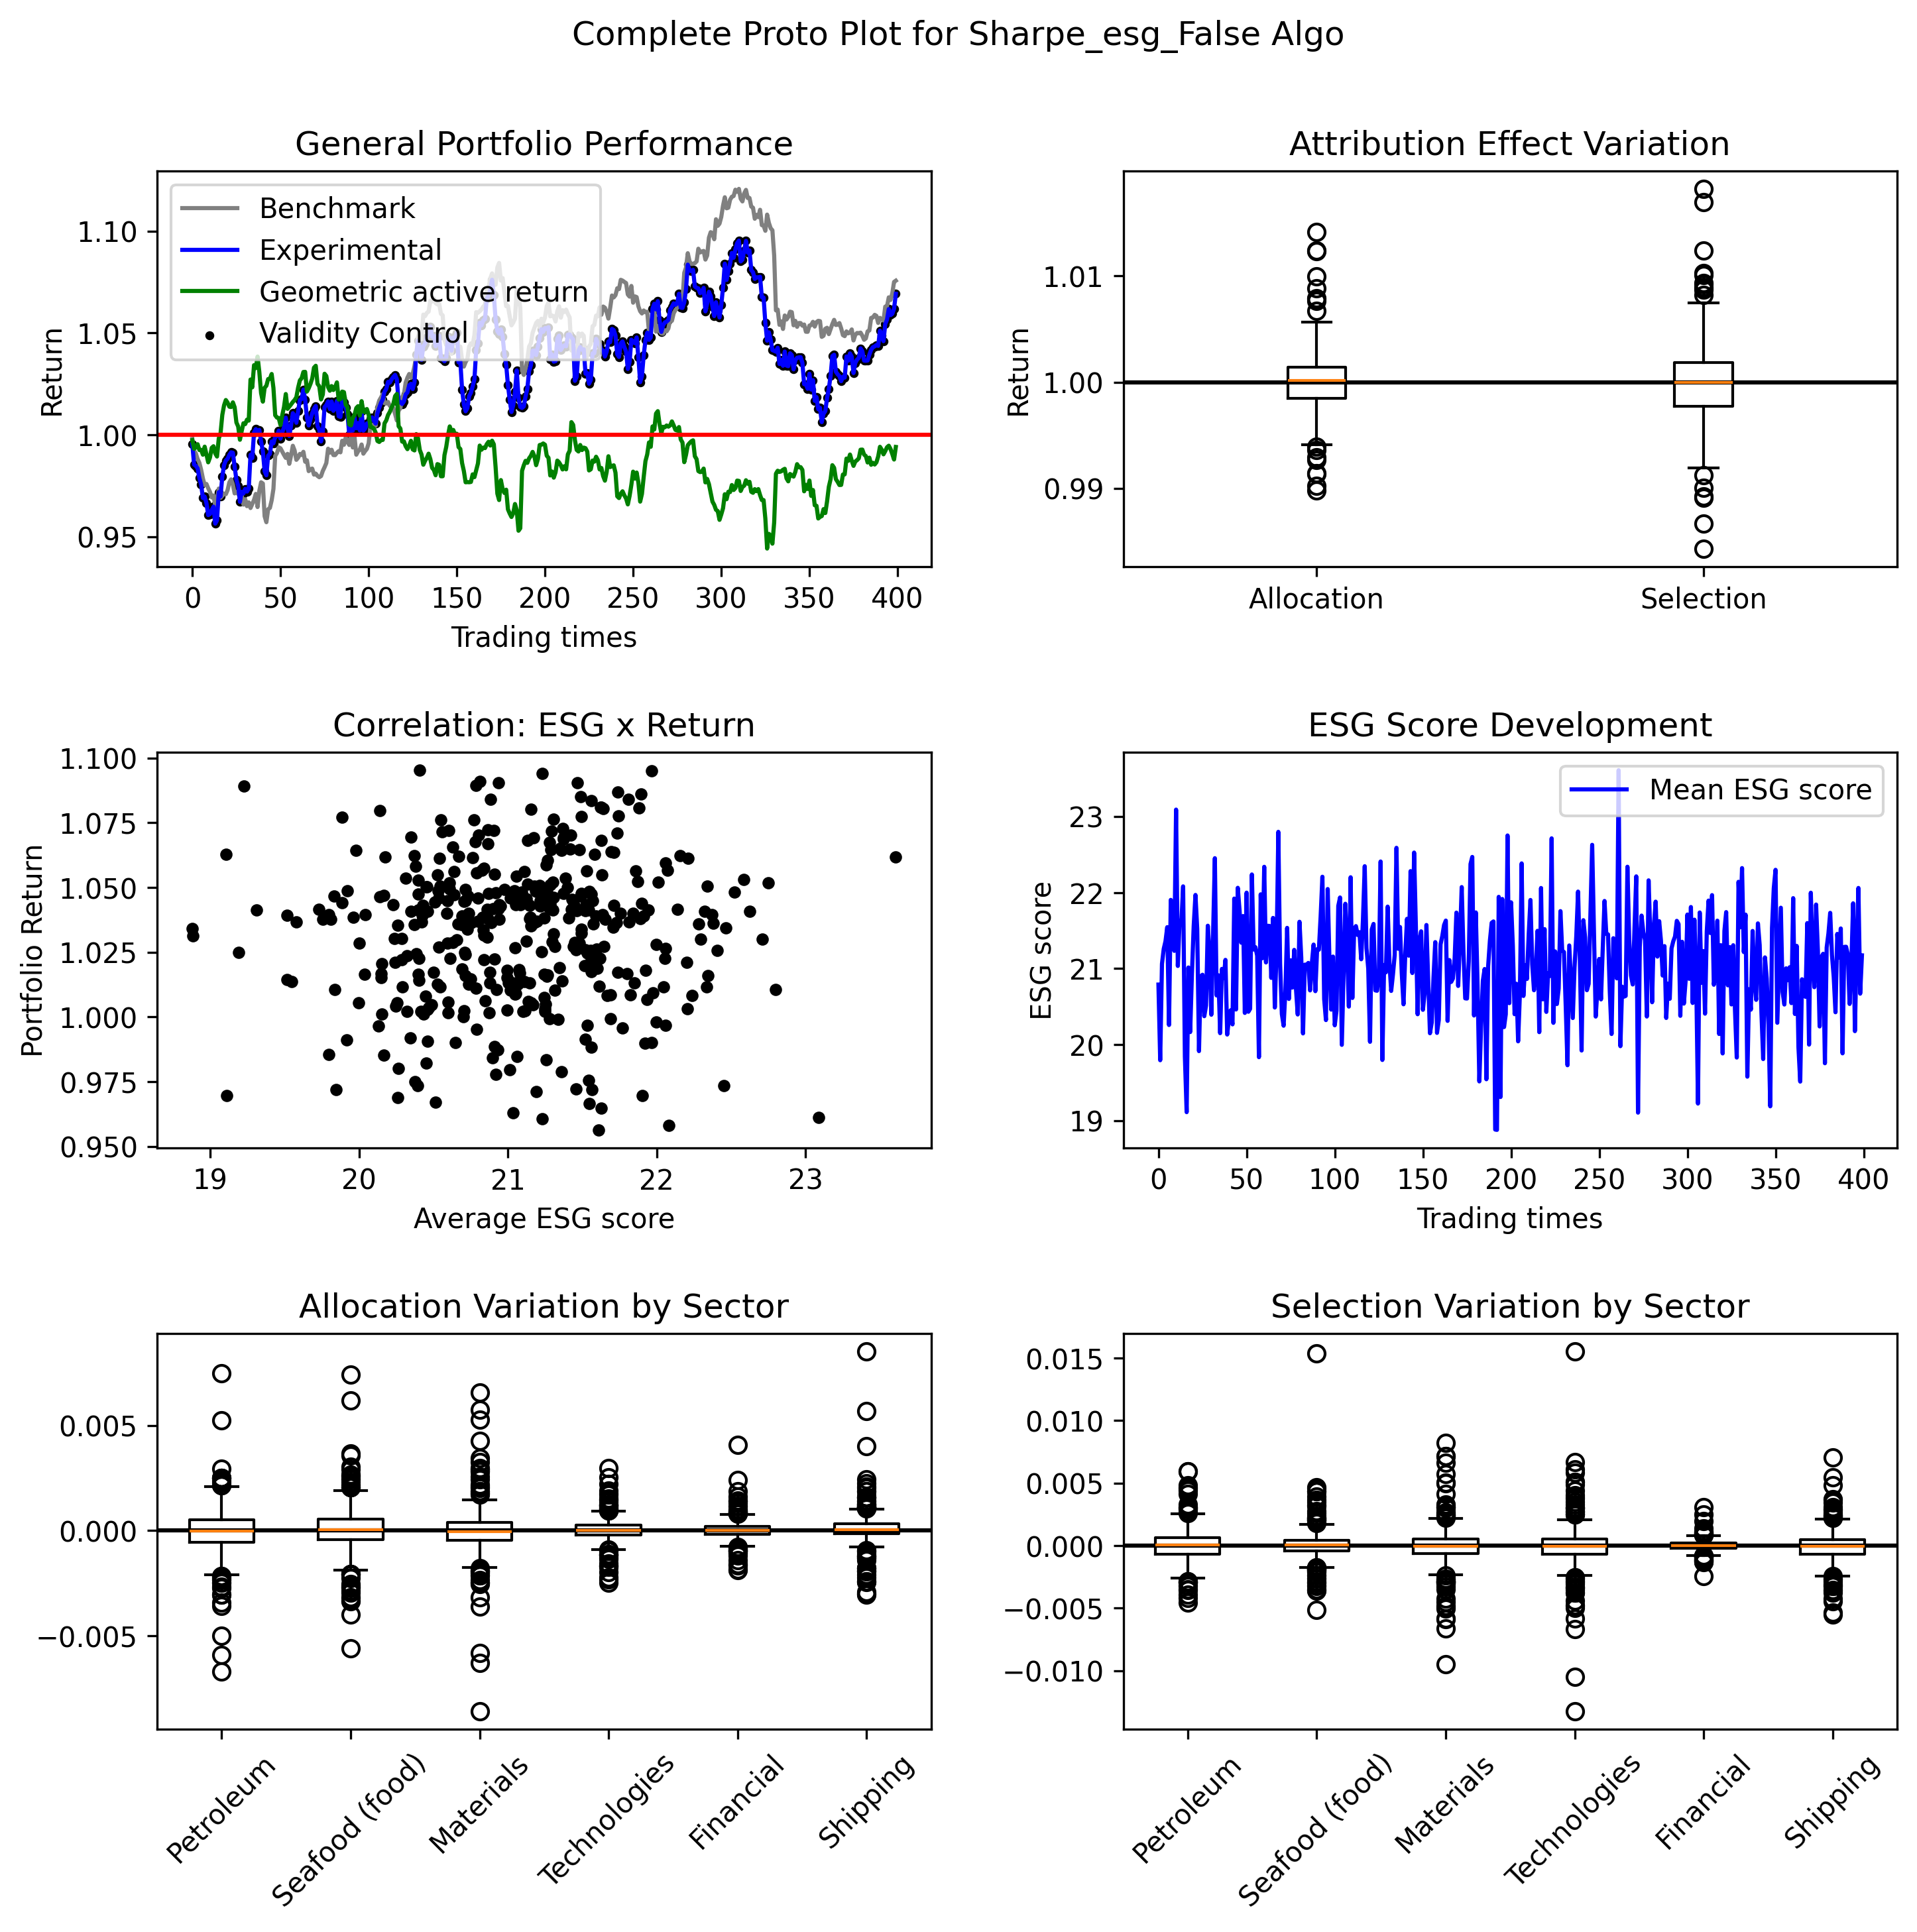 Complete Proto Plot for Sharpe_esg_False Algo
General Portfolio Performance
Return
1.10
1.05
1.00
0.95
Benchmark
Experimental
Geometric active return
Validity Control
0 50 100 150 200 250 300 350 400
Trading times
Attribution Effect Variation
Return
1.01
1.00
0.99
Allocation Selection
Correlation: ESG x Return
Portfolio Return
1.100
1.075
1.050
1.025
1.000
0.975
0.950
19 20 21 22 23
Average ESG score
ESG Score Development
ESG score
23
22
21
20
19
Mean ESG score
0 50 100 150 200 250 300 350 400
Trading times
Allocation Variation by Sector
0.005
0.000
−0.005
Petroleum
Seafood (food)
Materials
Technologies
Financial
Shipping
Selection Variation by Sector
0.015
0.010
0.005
0.000
−0.005
−0.010
Petroleum
Seafood (food)
Materials
Technologies
Financial
Shipping